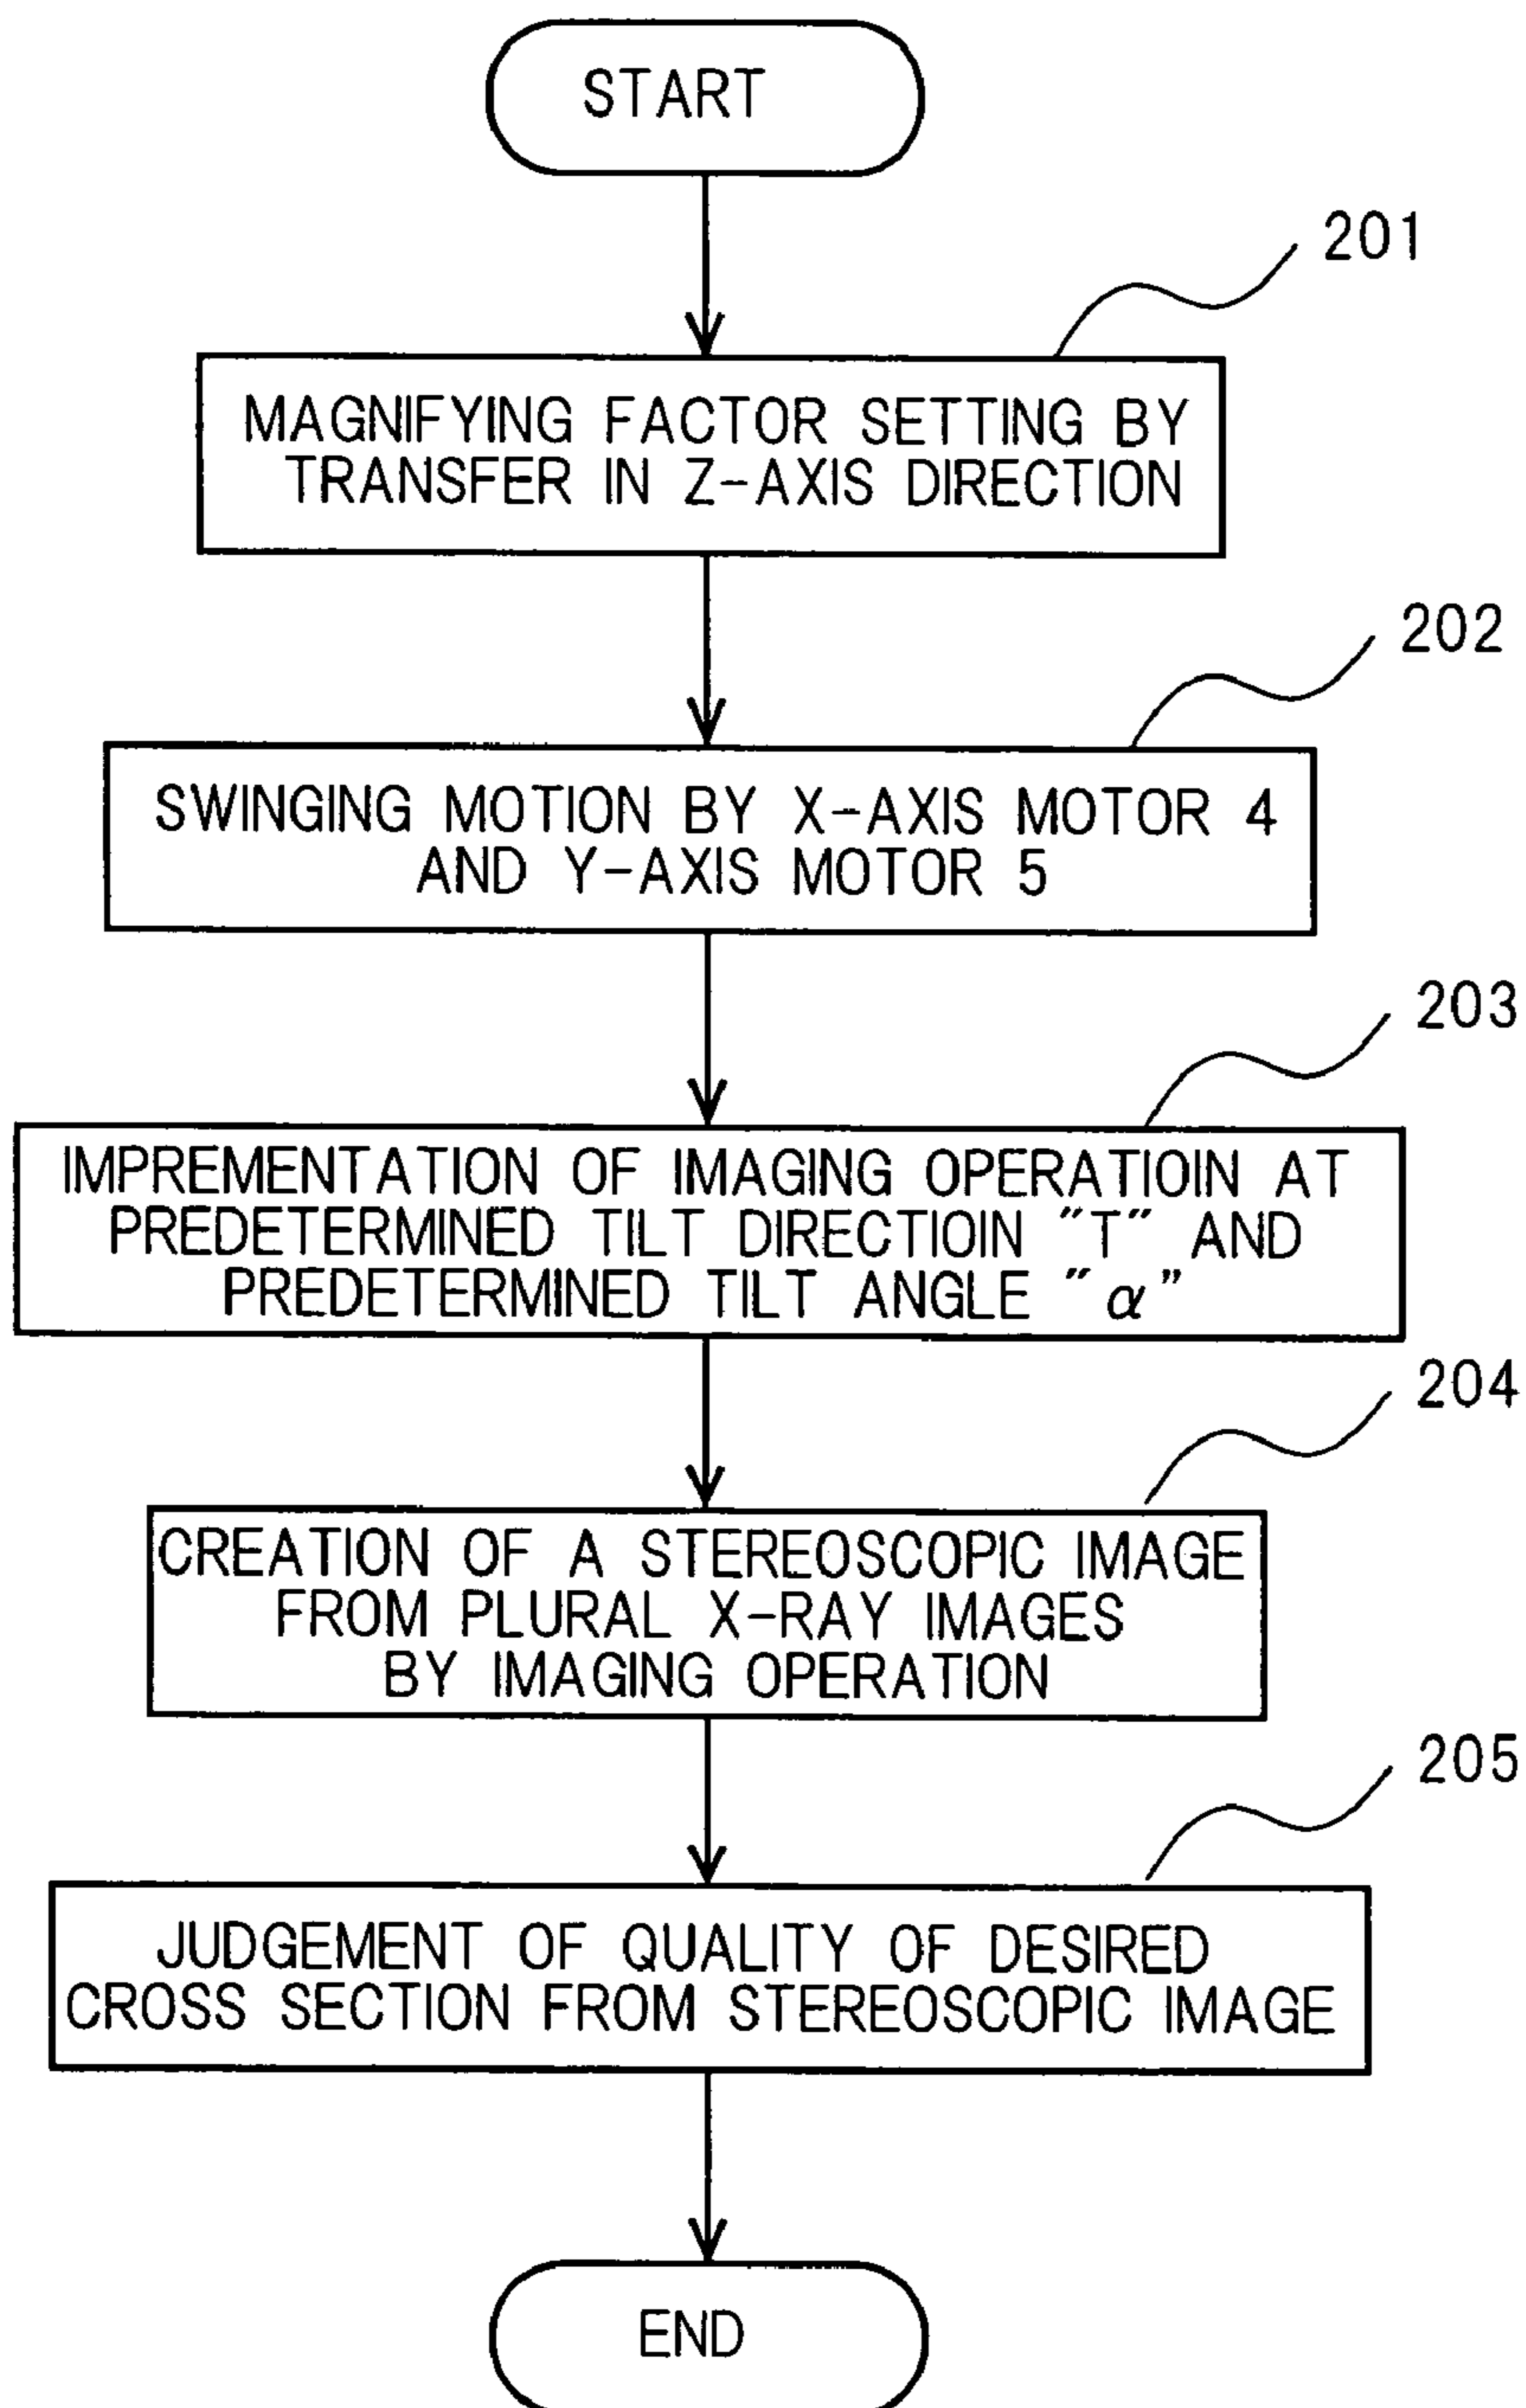 START
201
MAGNIFYING FACTOR SETTING BY
TRANSFER IN Z-AXIS DIRECTION
202
SWINGING MOTION BY X-AXIS MOTOR 4
AND Y-AXIS MOTOR 5
203
IMPREMENTATION OF IMAGING OPERATIOIN AT
PREDETERMINED TILT DIRECTIOIN "T" AND
PREDETERMINED TILT ANGLE "α"
204
CREATION OF A STEREOSCOPIC IMAGE
FROM PLURAL X-RAY IMAGES
BY IMAGING OPERATION
205
JUDGEMENT OF QUALITY OF DESIRED
CROSS SECTION FROM STEREOSCOPIC IMAGE
END